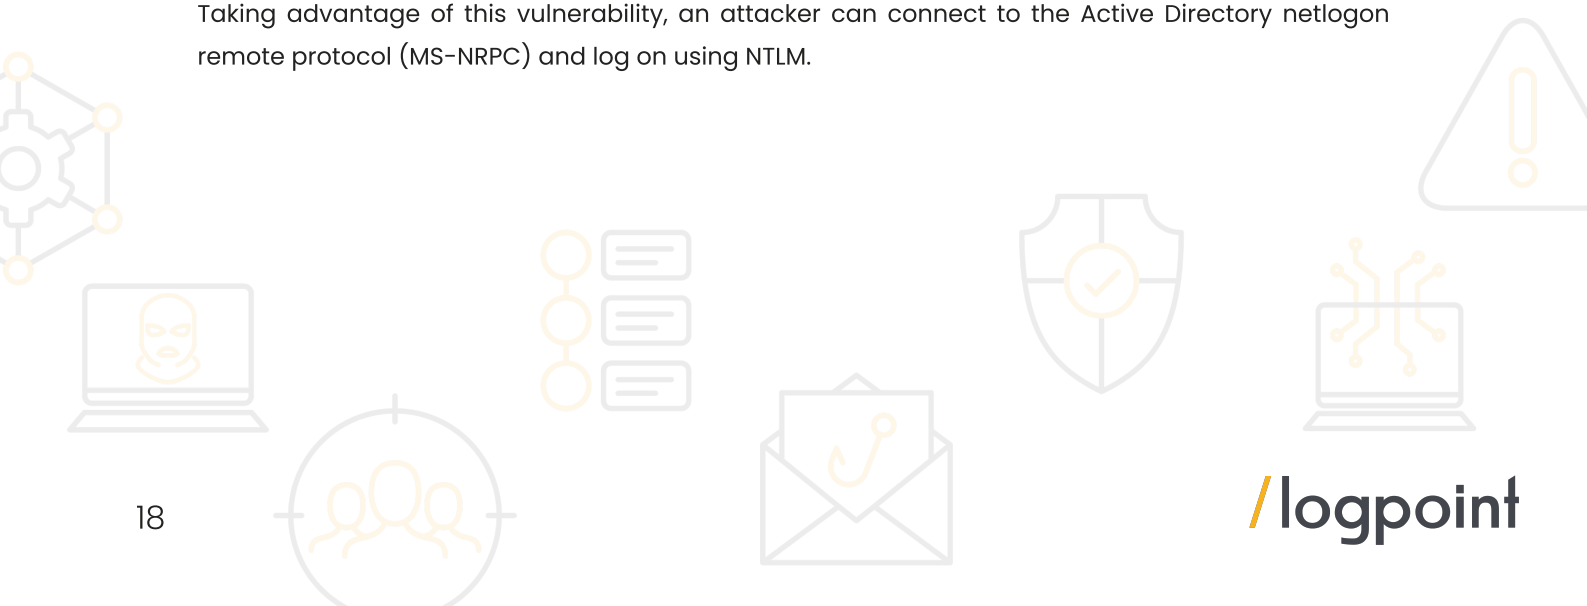 Taking advantage of this vulnerability, an attacker can connect to the Active Directory netlogon
remote protocol (MS-NRPC) and log on using NTLM.
18
/logpoint